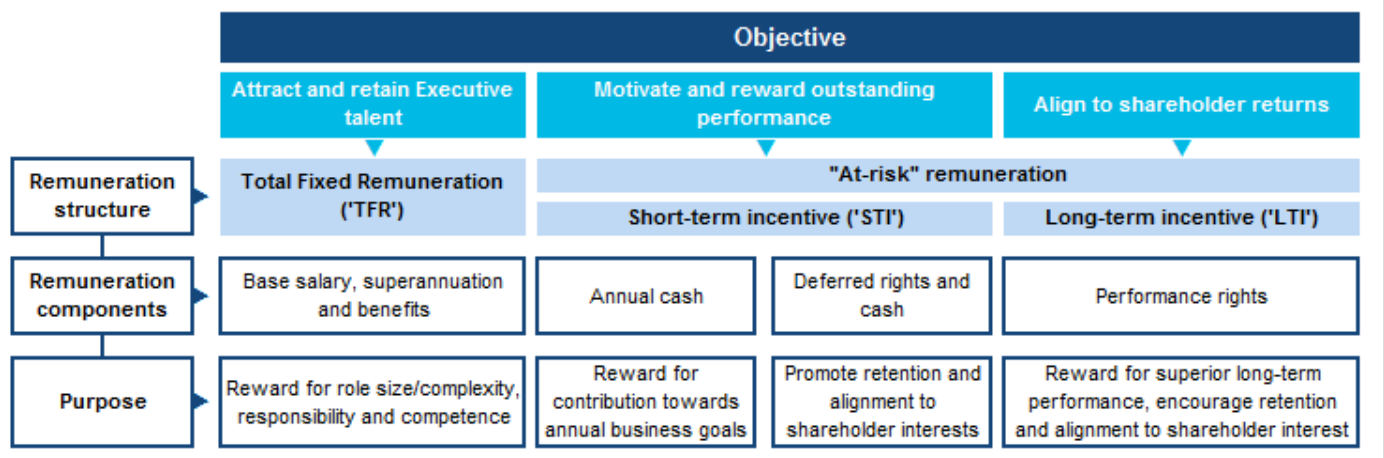 Objective
Attract and retain Executive
talent
Motivate and reward outstanding
performance
Align to shareholder returns
Remuneration
structure
Total Fixed Remuneration
('TFR')
"At-risk" remuneration
Short-term incentive ('STI')
Long-term incentive ('LTI')
Remuneration
components
Base salary, superannuation
and benefits
Annual cash
Deferred rights and
cash
Performance rights
Purpose
Reward for role size/complexity,
responsibility and competence
Reward for
contribution towards
annual business goals
Promote retention and
alignment to
shareholder interests
Reward for superior long-term
performance, encourage retention
and alignment to shareholder interest